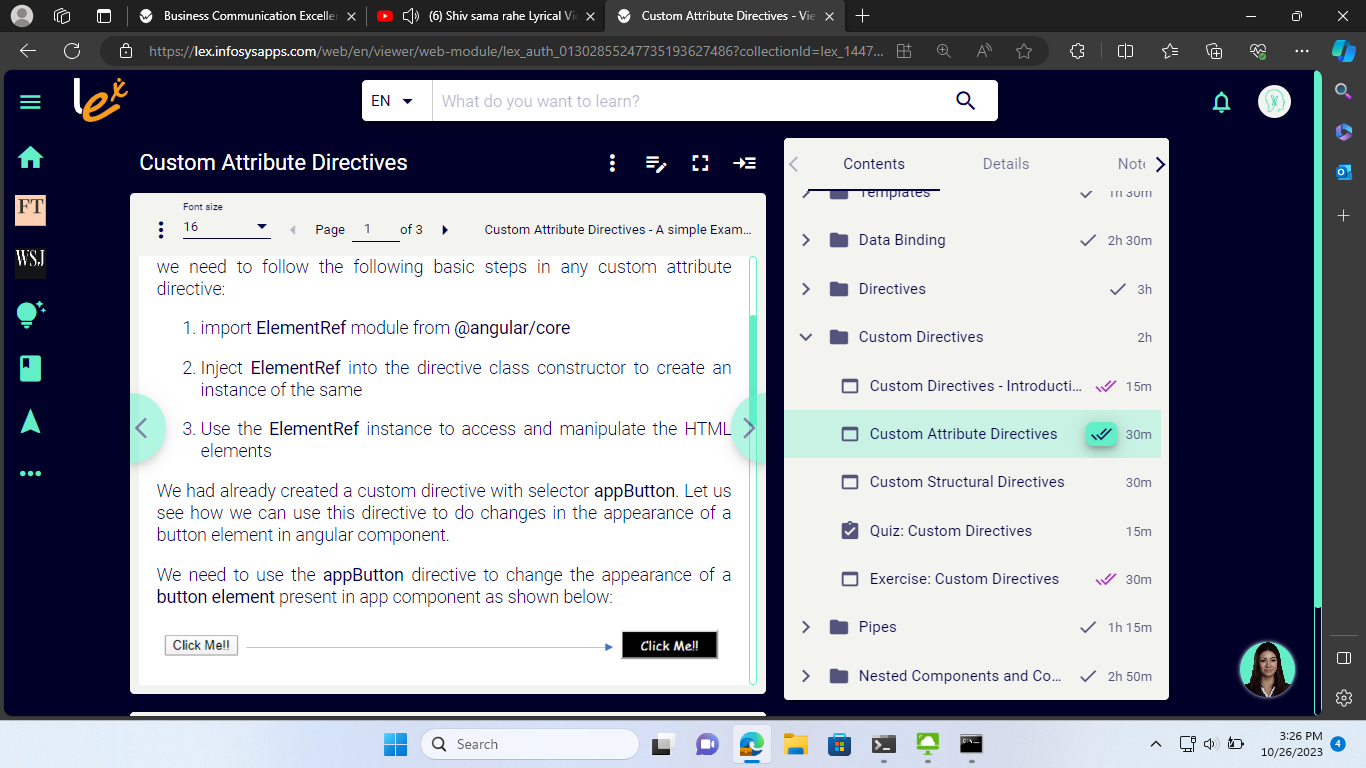 Business Communication Exceller
(6) Shiv sama rahe Lyrical Vi
Custom Attribute Directives - Vie
https://lex.infosysapps.com/web/en/viewer/web-module/lex_auth_01302855247735193627486?collectionId=lex_1447...
lex
EN
What do you want to learn?
FT
WSJ
Custom Attribute Directives
Font size
16
Page 1 of 3
Custom Attribute Directives - A simple Exam...
we need to follow the following basic steps in any custom attribute
directive:
1. import ElementRef module from @angular/core
2. Inject ElementRef into the directive class constructor to create an
instance of the same
3. Use the ElementRef instance to access and manipulate the HTML
elements
We had already created a custom directive with selector appButton. Let us
see how we can use this directive to do changes in the appearance of a
button element in angular component.
We need to use the appButton directive to change the appearance of a
button element present in app component as shown below:
Click Me!! Click Me!!
Contents Details Note
Templates 1h 30m
Data Binding 2h 30m
Directives 3h
Custom Directives 2h
Custom Directives - Introducti... 15m
Custom Attribute Directives 30m
Custom Structural Directives 30m
Quiz: Custom Directives 15m
Exercise: Custom Directives 30m
Pipes 1h 15m
Nested Components and Co... 2h 50m
Search
3:26 PM
10/26/2023
4